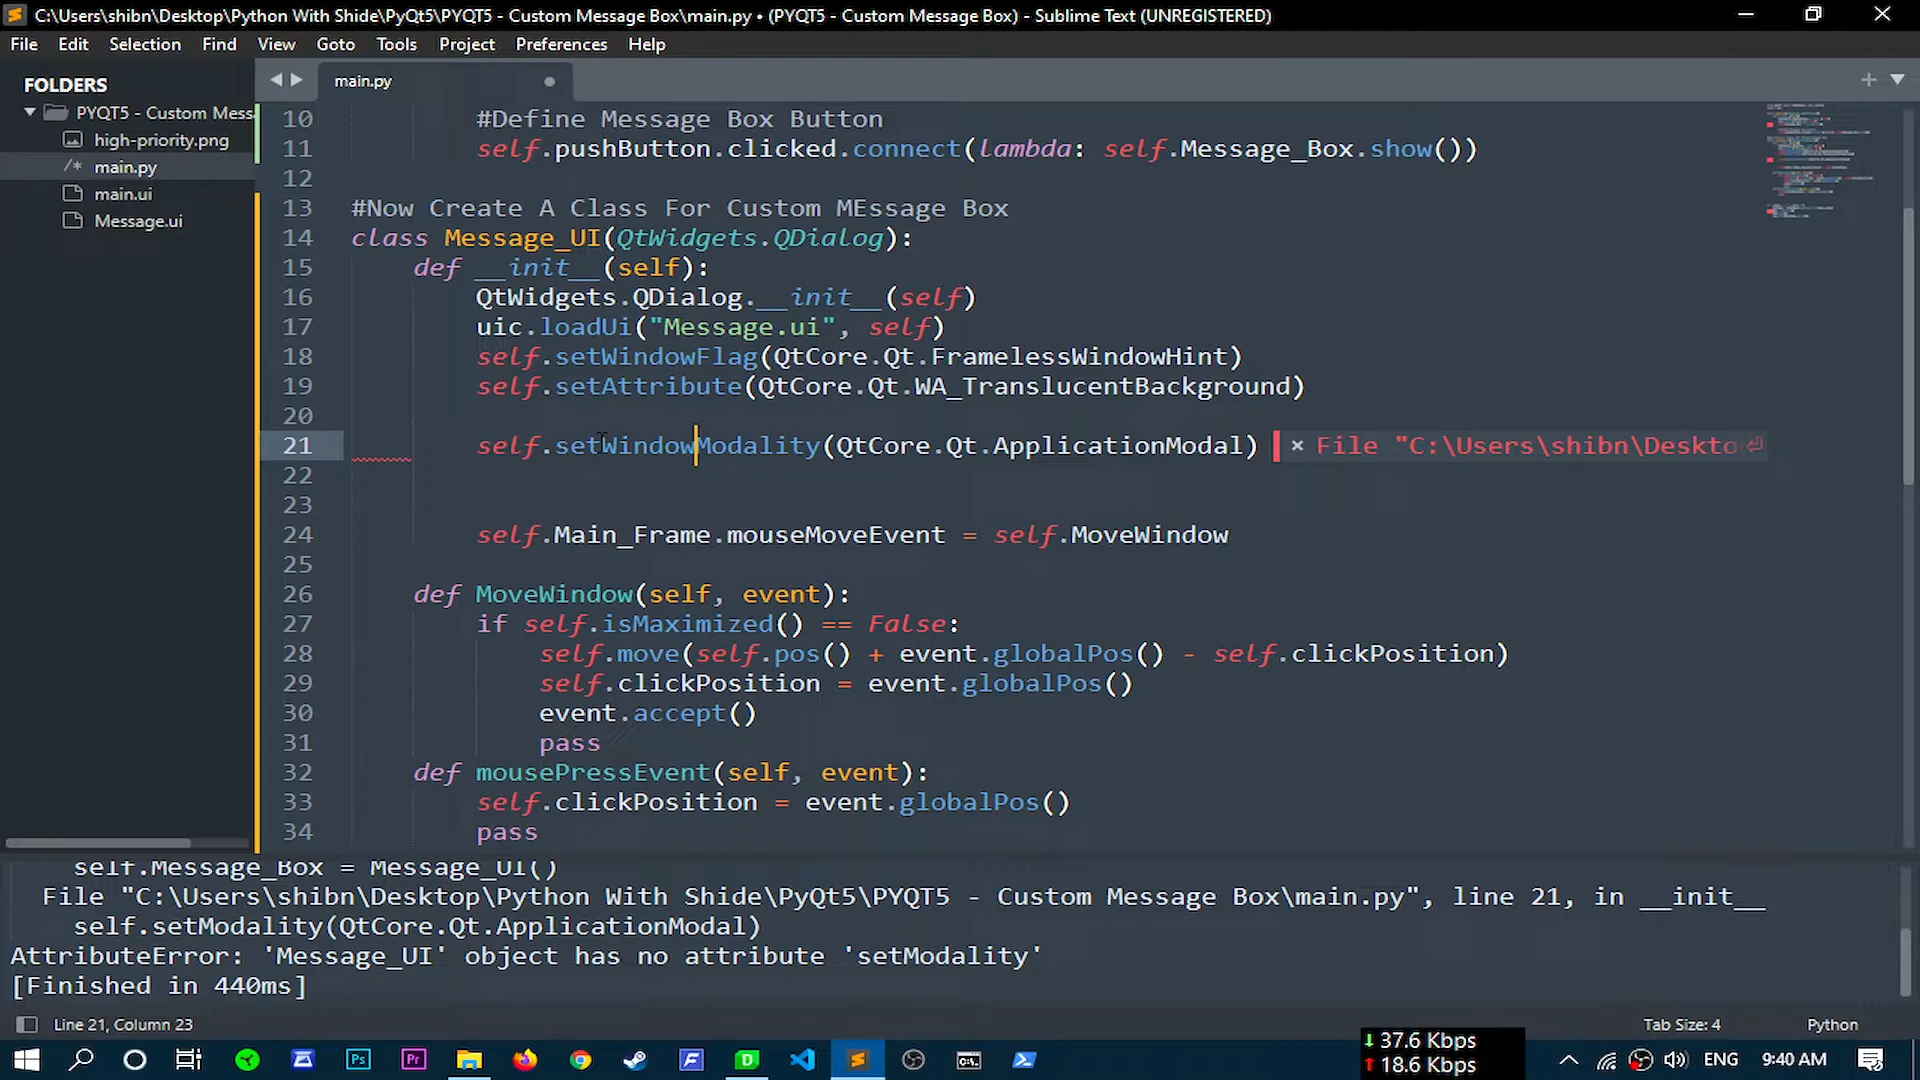 C:\Users\shibn\Desktop\Python With Shide\PyQt5\PYQT5 - Custom Message Box\main.py • (PYQT5 - Custom Message Box) - Sublime Text (UNREGISTERED)
File Edit Selection Find View Goto Tools Project Preferences Help
FOLDERS
PYQT5 - Custom Mess
high-priority.png
/* main.py
main.ui
Message.ui
main.py
10 #Define Message Box Button
11 self.pushButton.clicked.connect(lambda: self.Message_Box.show())
12
13 #Now Create A Class For Custom MEssage Box
14 class Message_UI(QtWidgets.QDialog):
15 def __init__(self):
16 QtWidgets.QDialog.__init__(self)
17 uic.loadUi("Message.ui", self)
18 self.setWindowFlag(QtCore.Qt.FramelessWindowHint)
19 self.setAttribute(QtCore.Qt.WA_TranslucentBackground)
20
21 self.setWindowModality(QtCore.Qt.ApplicationModal) × File "C:\Users\shibn\Deskto
22
23
24 self.Main_Frame.mouseMoveEvent = self.MoveWindow
25
26 def MoveWindow(self, event):
27 if self.isMaximized() == False:
28 self.move(self.pos() + event.globalPos() - self.clickPosition)
29 self.clickPosition = event.globalPos()
30 event.accept()
31 pass
32 def mousePressEvent(self, event):
33 self.clickPosition = event.globalPos()
34 pass
self.Message_Box = Message_UI()
File "C:\Users\shibn\Desktop\Python With Shide\PyQt5\PYQT5 - Custom Message Box\main.py", line 21, in __init__
self.setModality(QtCore.Qt.ApplicationModal)
AttributeError: 'Message_UI' object has no attribute 'setModality'
[Finished in 440ms]
Line 21, Column 23
Tab Size: 4 Python
Ps Pr F D
37.6 Kbps
18.6 Kbps
ENG 9:40 AM